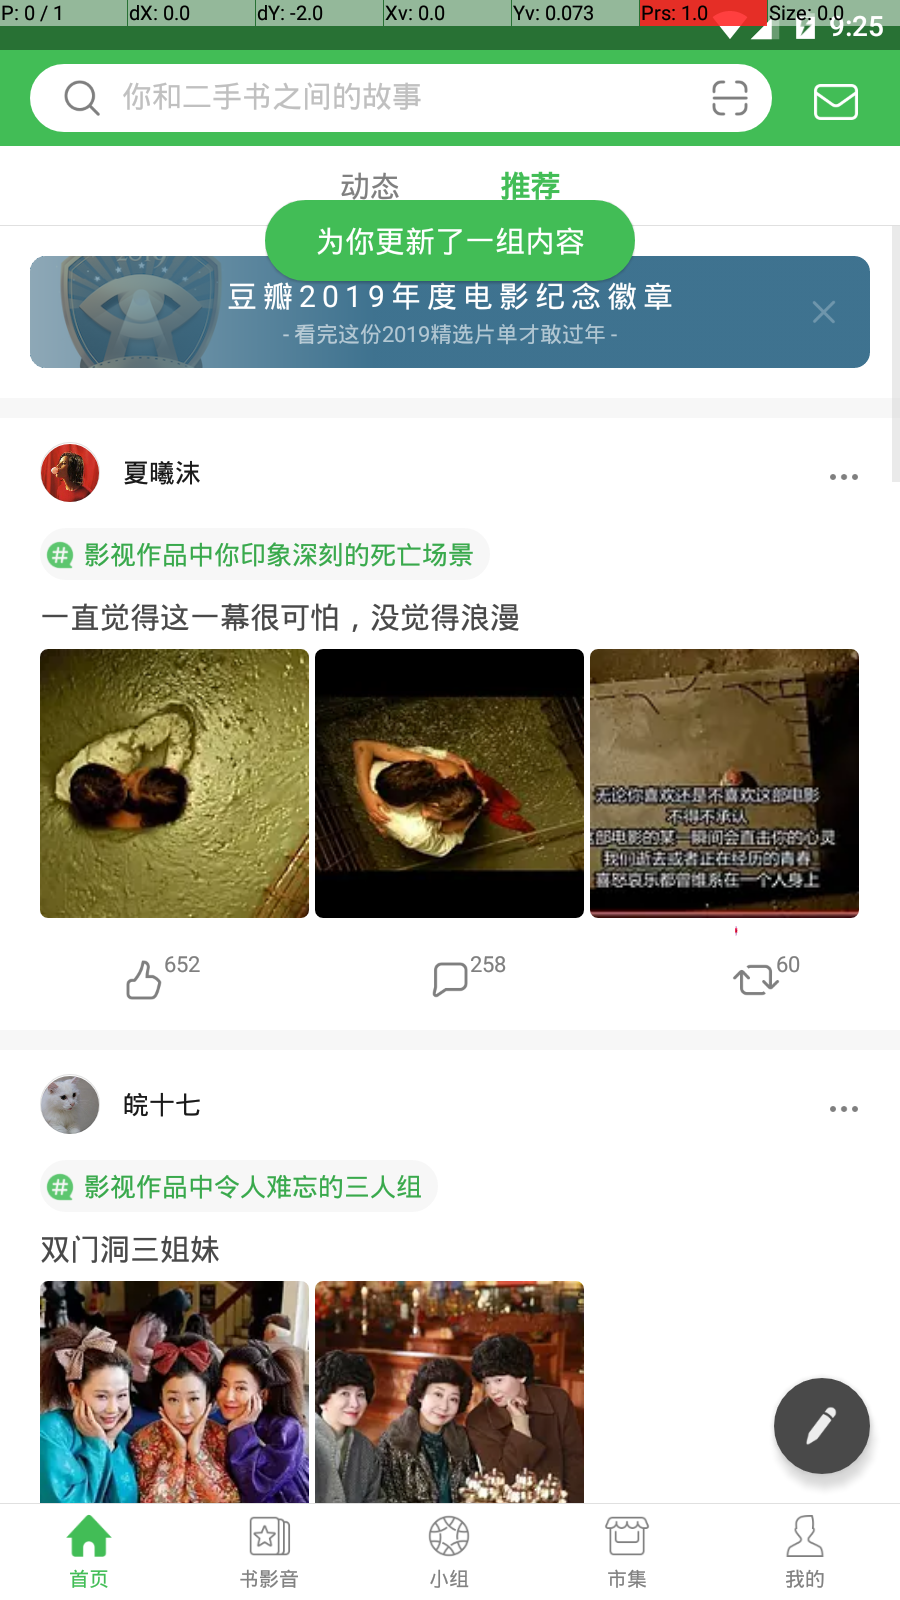 P: 0 / 1 dX: 0.0 dY: -2.0 Xv: 0.0 Yv: 0.073 Prs: 1.0 Size: 0.0
9:25
你和二手书之间的故事
动态 推荐
为你更新了一组内容
2019
豆瓣2019年度电影纪念徽章
- 看完这份2019精选片单才敢过年 -
夏曦沫
# 影视作品中你印象深刻的死亡场景
一直觉得这一幕很可怕，没觉得浪漫
无论你喜欢还是不喜欢这部电影
不得不承认
这部电影的某一瞬间会直击你的心灵
我们逝去或者正在经历的青春
喜怒哀乐都曾维系在一个人身上
652 258 60
皖十七
# 影视作品中令人难忘的三人组
双门洞三姐妹
首页 书影音 小组 市集 我的